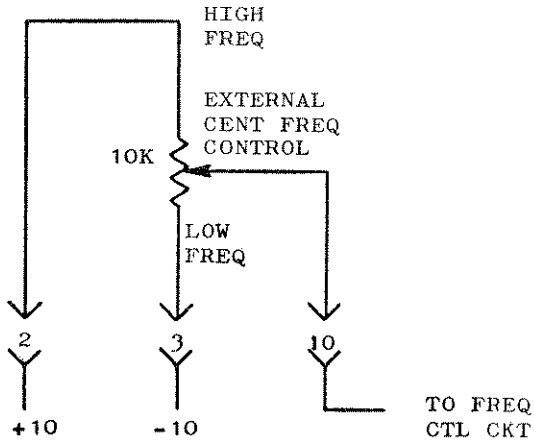 HIGH
FREQ
EXTERNAL
CENT FREQ
CONTROL
10K
LOW
FREQ
2
3
10
+10
-10
TO FREQ
CTL CKT